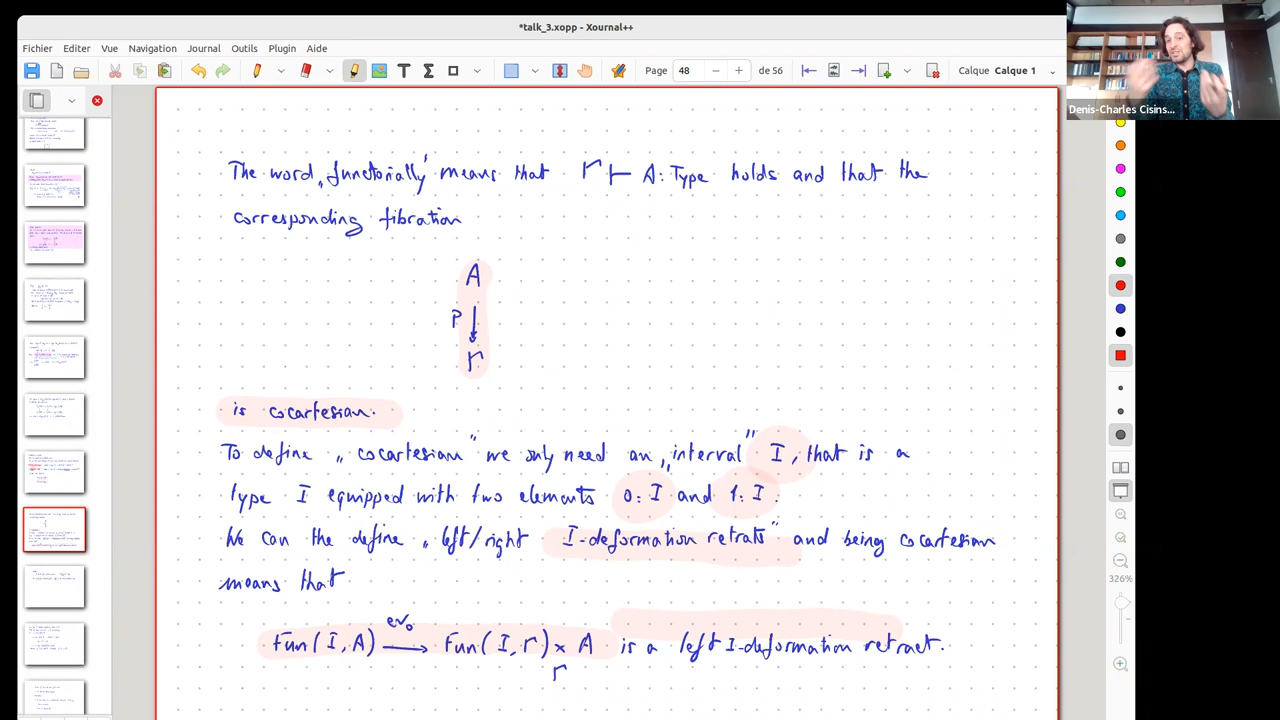 *talk_3.xopp - Xournal++
Fichier Editer Vue Navigation Journal Outils Plugin Aide
Page 48 de 56 Calque Calque 1
Denis-Charles Cisins...
The word „functorially" means that Γ ⊢ A: Type holds and that the
corresponding fibration
A
P ↓
Γ
is cocartesian.
To define „cocartesian" we only need an „interval" I, that is a
type I equipped with two elements 0: I and 1: I.
We can the define „left/right I-deformation retrats" and being cocartesian
means that
Fun(I, A) —ev₀→ Fun(I, Γ) ×_Γ A is a left I-deformation retract.
326%